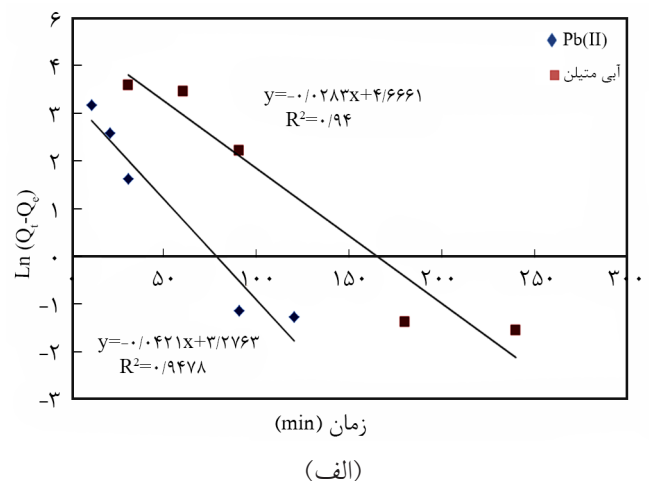 ۶
۴
۳
۲
۱
۰
-۱
-۲
-۳
Ln (Qt-Qe)
Pb(II)
آبی متیلن
y=-۰/۰۲۸۳x+۴/۶۶۶۱
R²=۰/۹۴
۵۰ ۱۰۰ ۱۵۰ ۲۰۰ ۲۵۰ ۳۰۰
y=-۰/۰۴۲۱x+۳/۲۷۶۳
R²=۰/۹۴۷۸
زمان (min)
(الف)